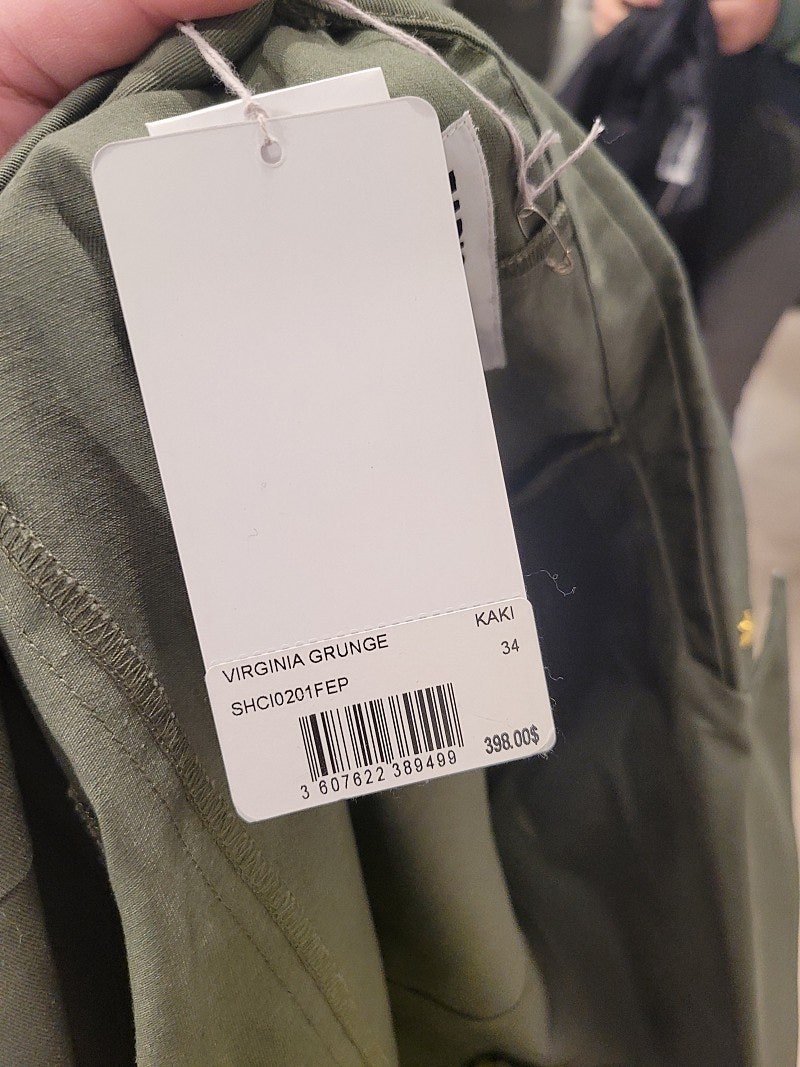 KAKI
VIRGINIA GRUNGE
34
SHCI0201FEP
3 607622 389499
398.00$